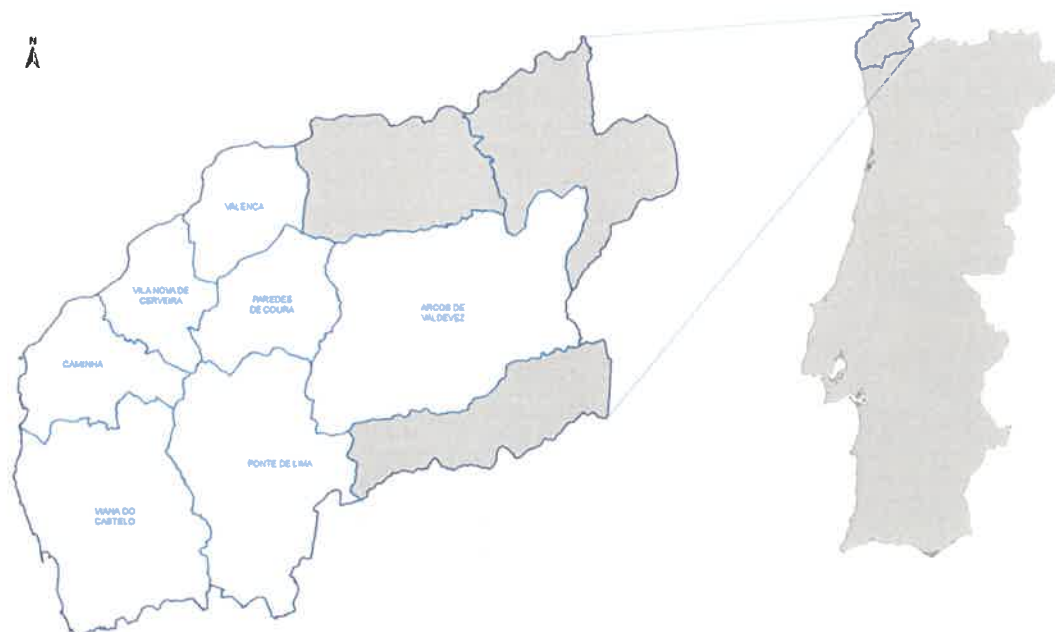 N
VALENÇA
VILA NOVA DE
CERVEIRA
PAREDES
DE COURA
ARCOS DE
VALDEVEZ
CAMINHA
PONTE DE LIMA
VIANA DO
CASTELO